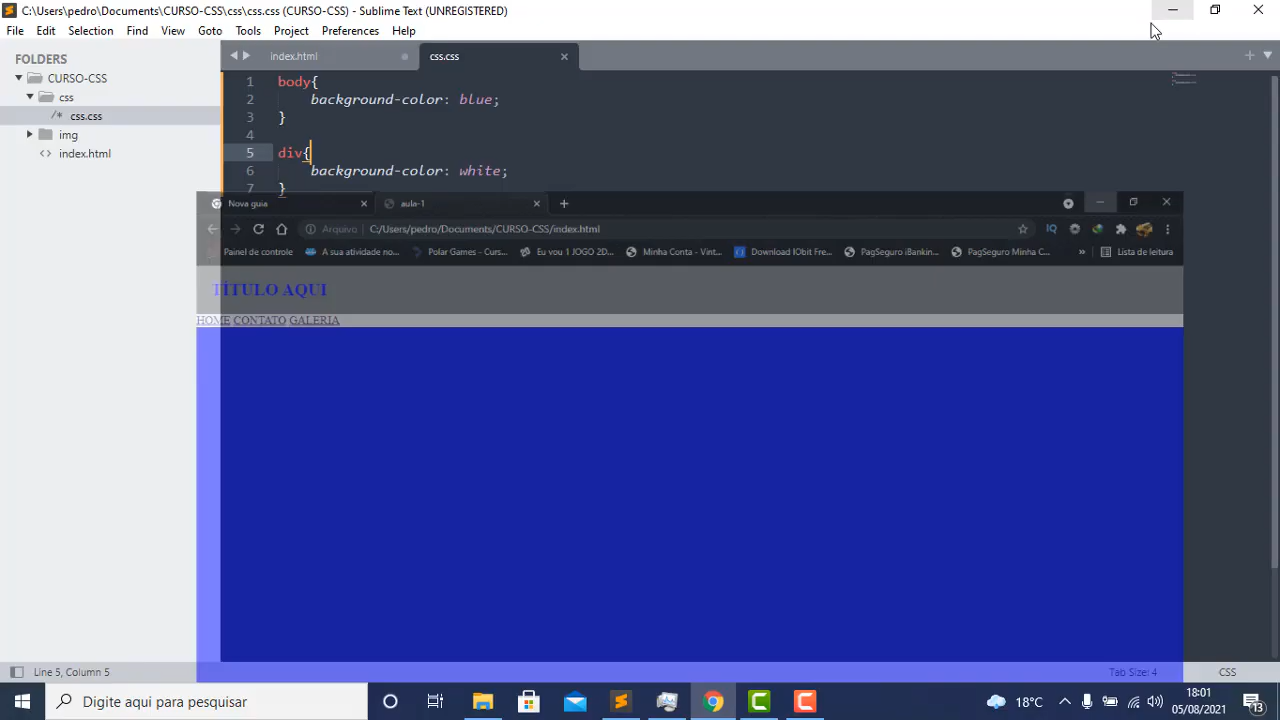 C:\Users\pedro\Documents\CURSO-CSS\css\css.css (CURSO-CSS) - Sublime Text (UNREGISTERED)
File Edit Selection Find View Goto Tools Project Preferences Help
FOLDERS
CURSO-CSS
css
/* css.css
img
<> index.html
index.html
css.css
1 body{
2 background-color: blue;
3 }
4
5 div{
6 background-color: white;
7 }
Nova guia
aula-1
Arquivo C:/Users/pedro/Documents/CURSO-CSS/index.html
Painel de controle
A sua atividade no...
Polar Games - Curs...
Eu vou 1 JOGO 2D...
Minha Conta - Vint...
Download IObit Fre...
PagSeguro iBankin...
PagSeguro Minha C...
»
Lista de leitura
TÍTULO AQUI
HOME CONTATO GALERIA
Line 5, Column 5
Tab Size: 4
CSS
Digite aqui para pesquisar
18°C
18:01
05/08/2021
13